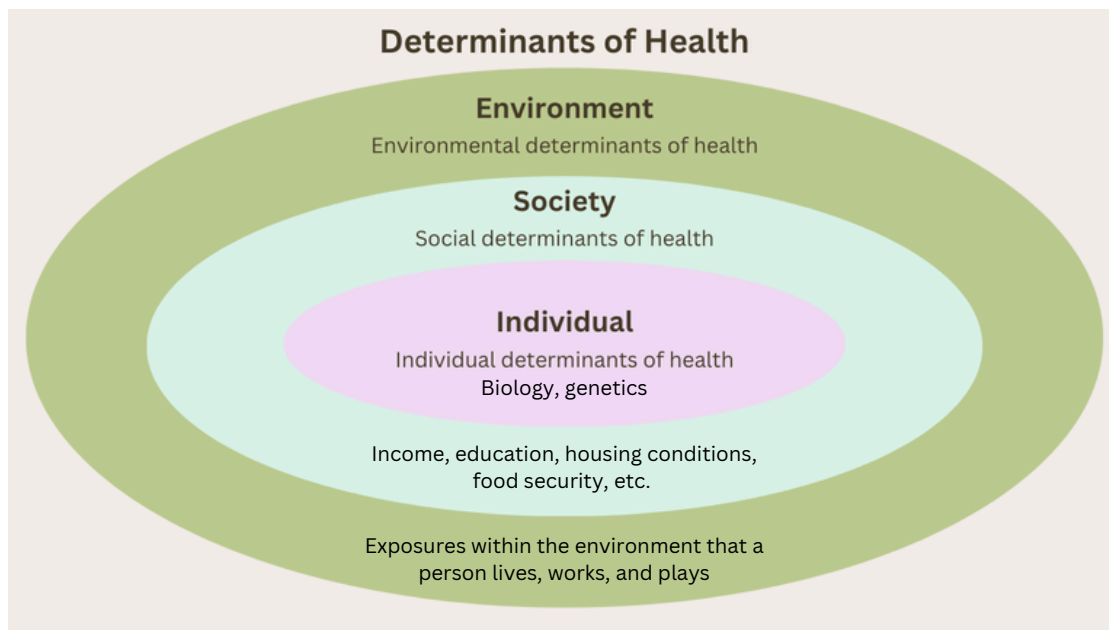 Determinants of Health
Environment
Environmental determinants of health
Society
Social determinants of health
Individual
Individual determinants of health
Biology, genetics
Income, education, housing conditions,
food security, etc.
Exposures within the environment that a
person lives, works, and plays